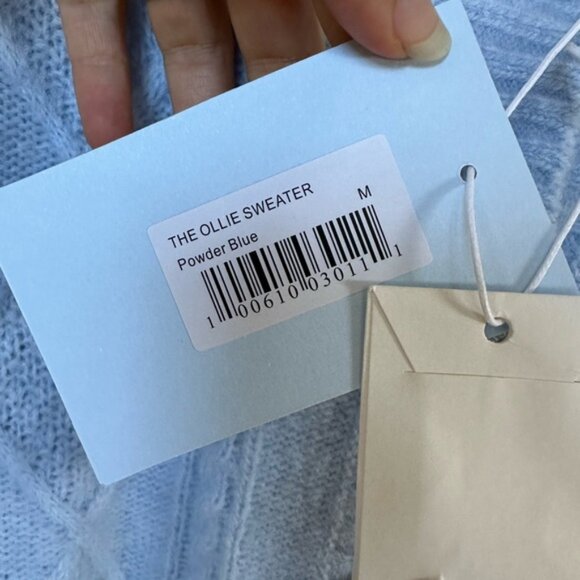 THE OLLIE SWEATER
M
Powder Blue
1 00610 03011 1